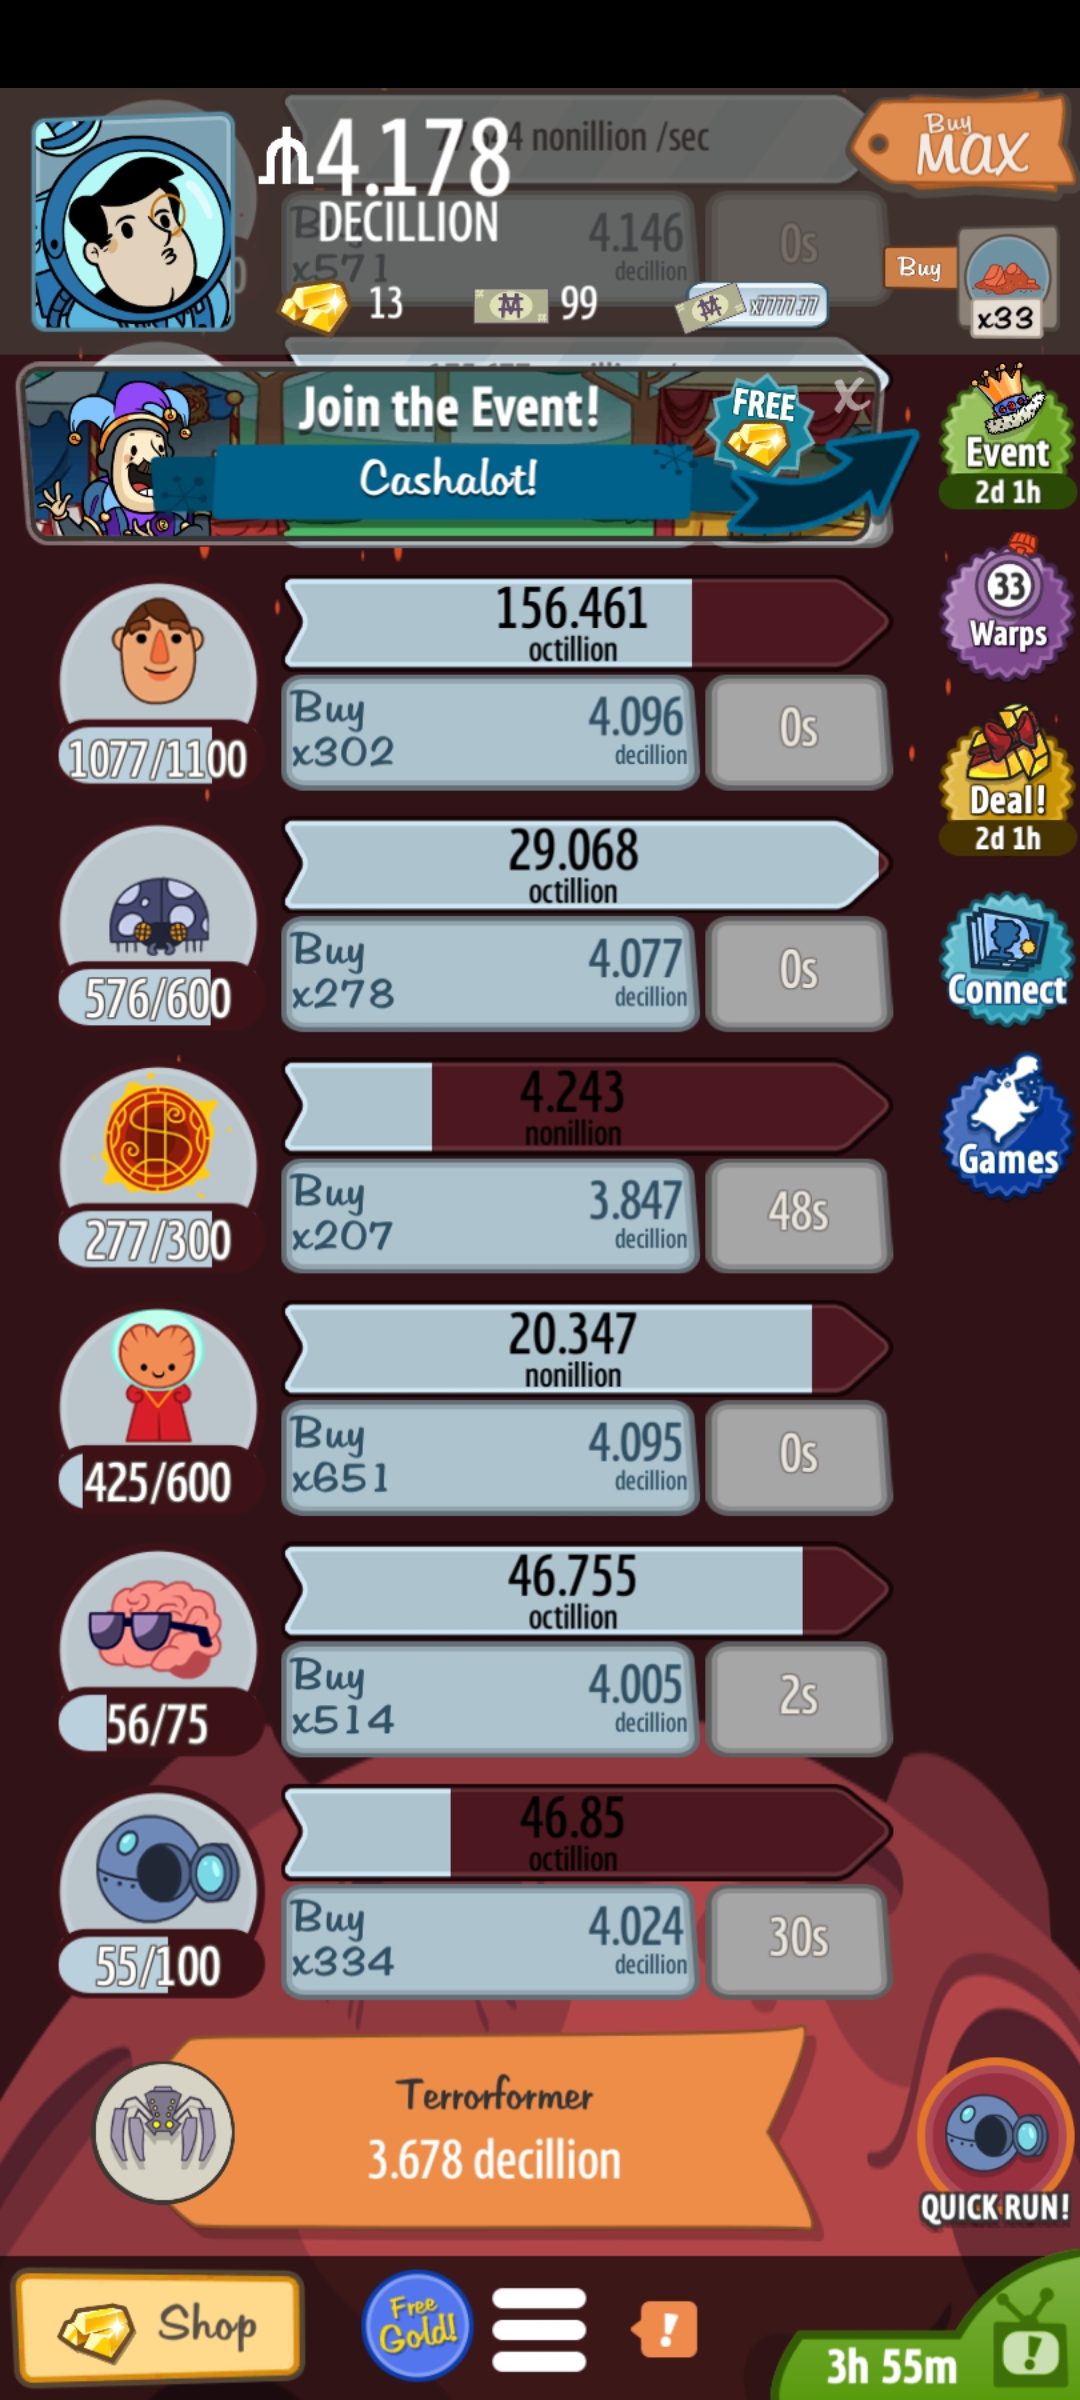 nonillion /sec
₥4.178
DECILLION
Buy
MAX
x571
4.146
decillion
0s
13
99
x7777.77
Buy
x33
Join the Event!
Cashalot!
FREE
X
Event
2d 1h
156.461
octillion
1077/1100
Buy
x302
4.096
decillion
0s
33
Warps
Deal!
2d 1h
29.068
octillion
576/600
Buy
x278
4.077
decillion
0s
Connect
4.243
nonillion
277/300
Buy
x207
3.847
decillion
48s
Games
20.347
nonillion
425/600
Buy
x651
4.095
decillion
0s
46.755
octillion
56/75
Buy
x514
4.005
decillion
2s
46.85
octillion
55/100
Buy
x334
4.024
decillion
30s
Terrorformer
3.678 decillion
QUICK RUN!
Shop
Free
Gold!
!
3h 55m
!